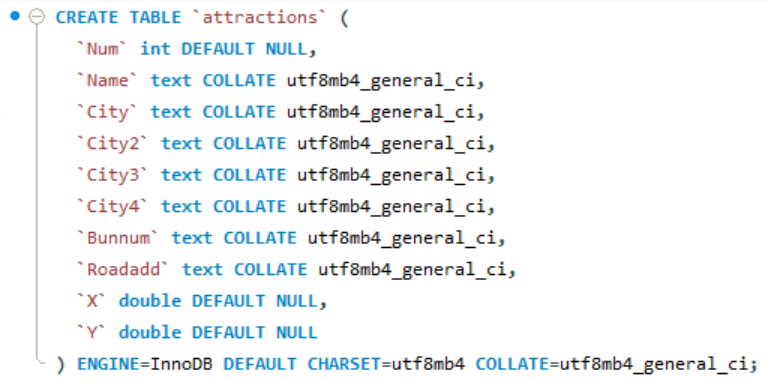 CREATE TABLE `attractions` (
`Num` int DEFAULT NULL,
`Name` text COLLATE utf8mb4_general_ci,
`City` text COLLATE utf8mb4_general_ci,
`City2` text COLLATE utf8mb4_general_ci,
`City3` text COLLATE utf8mb4_general_ci,
`City4` text COLLATE utf8mb4_general_ci,
`Bunnum` text COLLATE utf8mb4_general_ci,
`Roadadd` text COLLATE utf8mb4_general_ci,
`X` double DEFAULT NULL,
`Y` double DEFAULT NULL
) ENGINE=InnoDB DEFAULT CHARSET=utf8mb4 COLLATE=utf8mb4_general_ci;